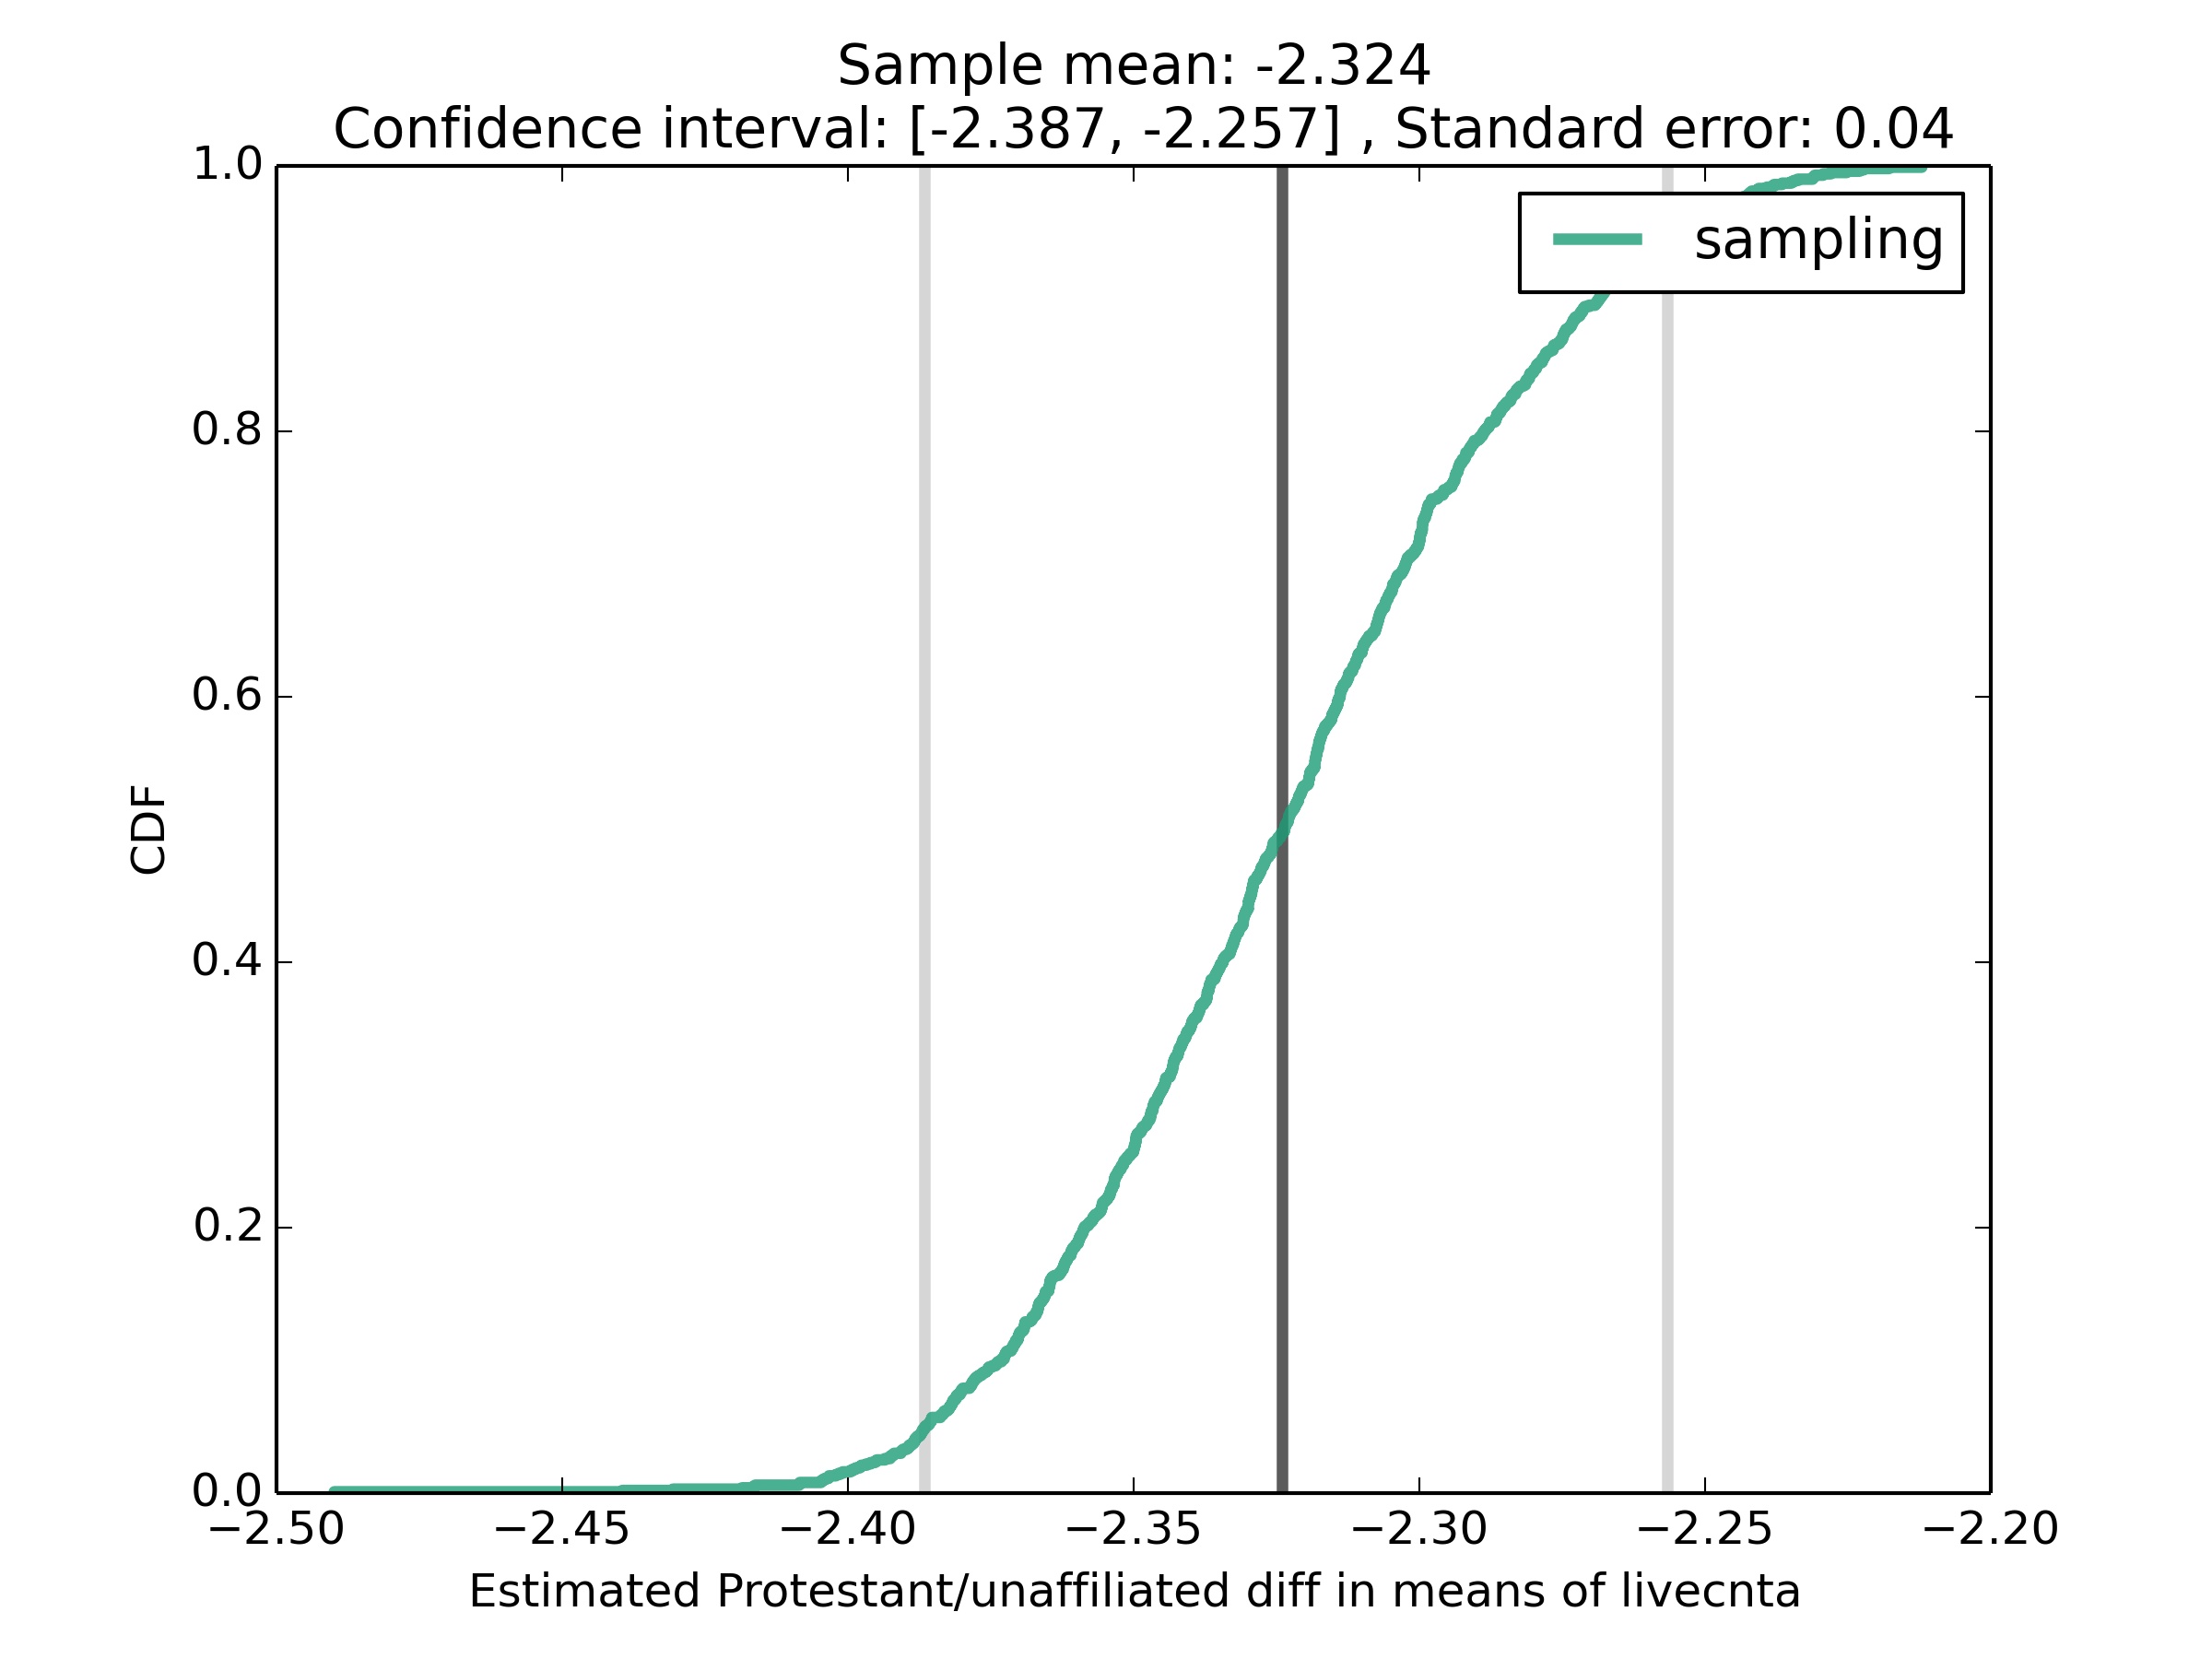 Sample mean: -2.324
Confidence interval: [-2.387, -2.257] , Standard error: 0.04
1.0
sampling
0.8
0.6
CDF
0.4
0.2
0.0
−2.50 −2.45 −2.40 −2.35 −2.30 −2.25 −2.20
Estimated Protestant/unaffiliated diff in means of livecnta